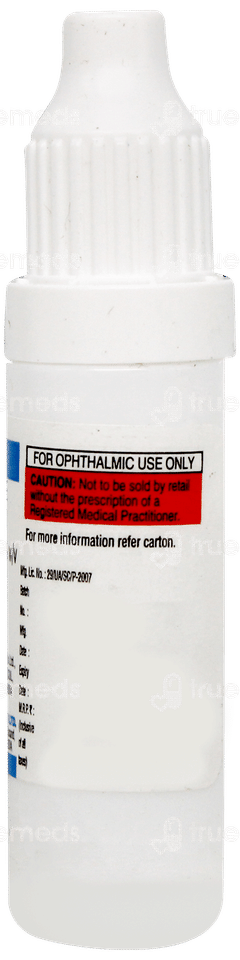 FOR OPHTHALMIC USE ONLY
CAUTION: Not to be sold by retail
without the prescription of a
Registered Medical Practitioner.
For more information refer carton.
Mfg. Lic. No. : 29/UA/SC/P-2007
Batch
No. :
Mfg.
Date :
Expiry
Date :
M.R.P. ₹ :
(Inclusive
of all
taxes)